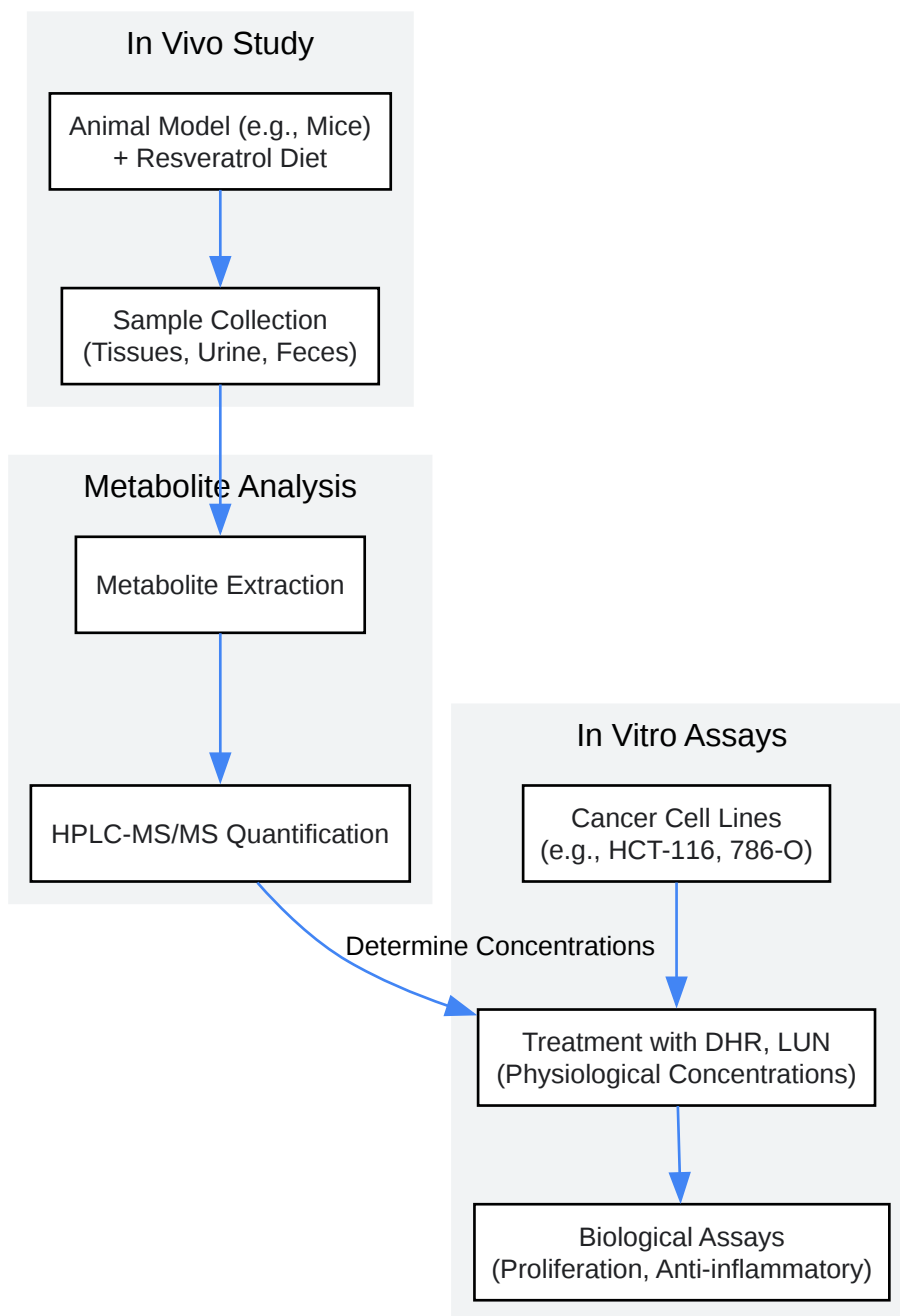 In Vivo Study
Animal Model (e.g., Mice)
+ Resveratrol Diet
Sample Collection
(Tissues, Urine, Feces)
Metabolite Analysis
Metabolite Extraction
HPLC-MS/MS Quantification
In Vitro Assays
Cancer Cell Lines
(e.g., HCT-116, 786-O)
Determine Concentrations
Treatment with DHR, LUN
(Physiological Concentrations)
Biological Assays
(Proliferation, Anti-inflammatory)